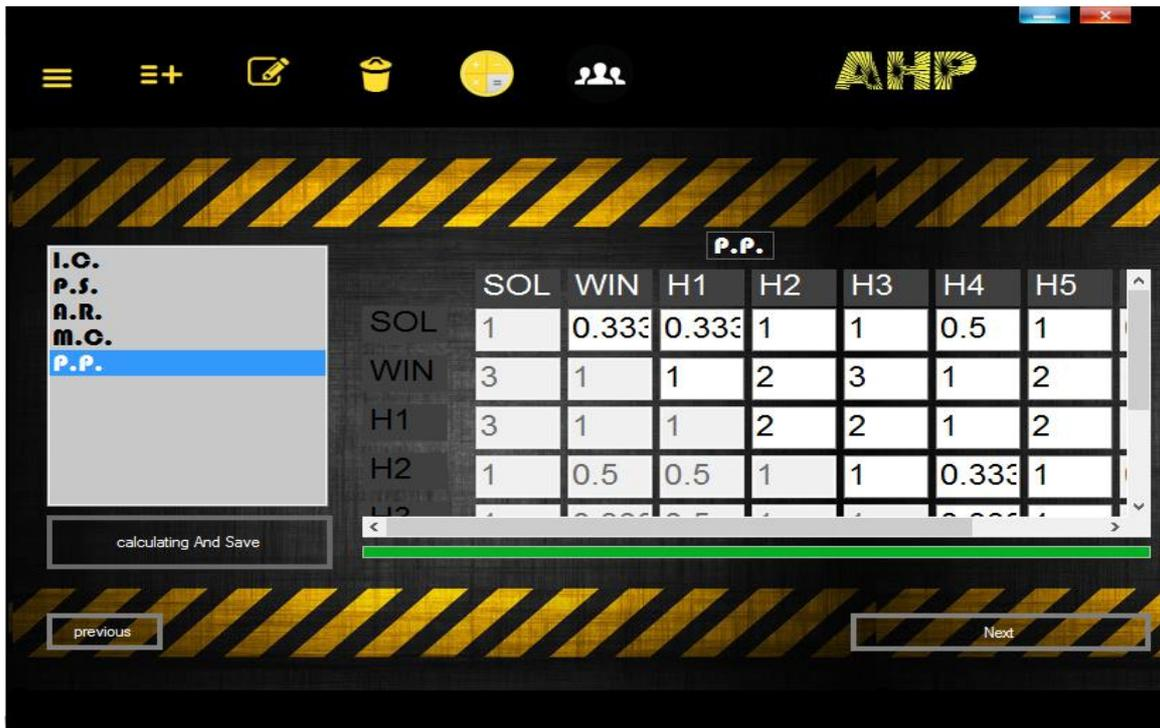 AHP
I.C.
P.S.
A.R.
M.C.
P.P.
P.P.
SOL WIN H1 H2 H3 H4 H5
SOL 1 0.333 0.333 1 1 0.5 1
WIN 3 1 1 2 3 1 2
H1 3 1 1 2 2 1 2
H2 1 0.5 0.5 1 1 0.333 1
calculating And Save
previous
Next